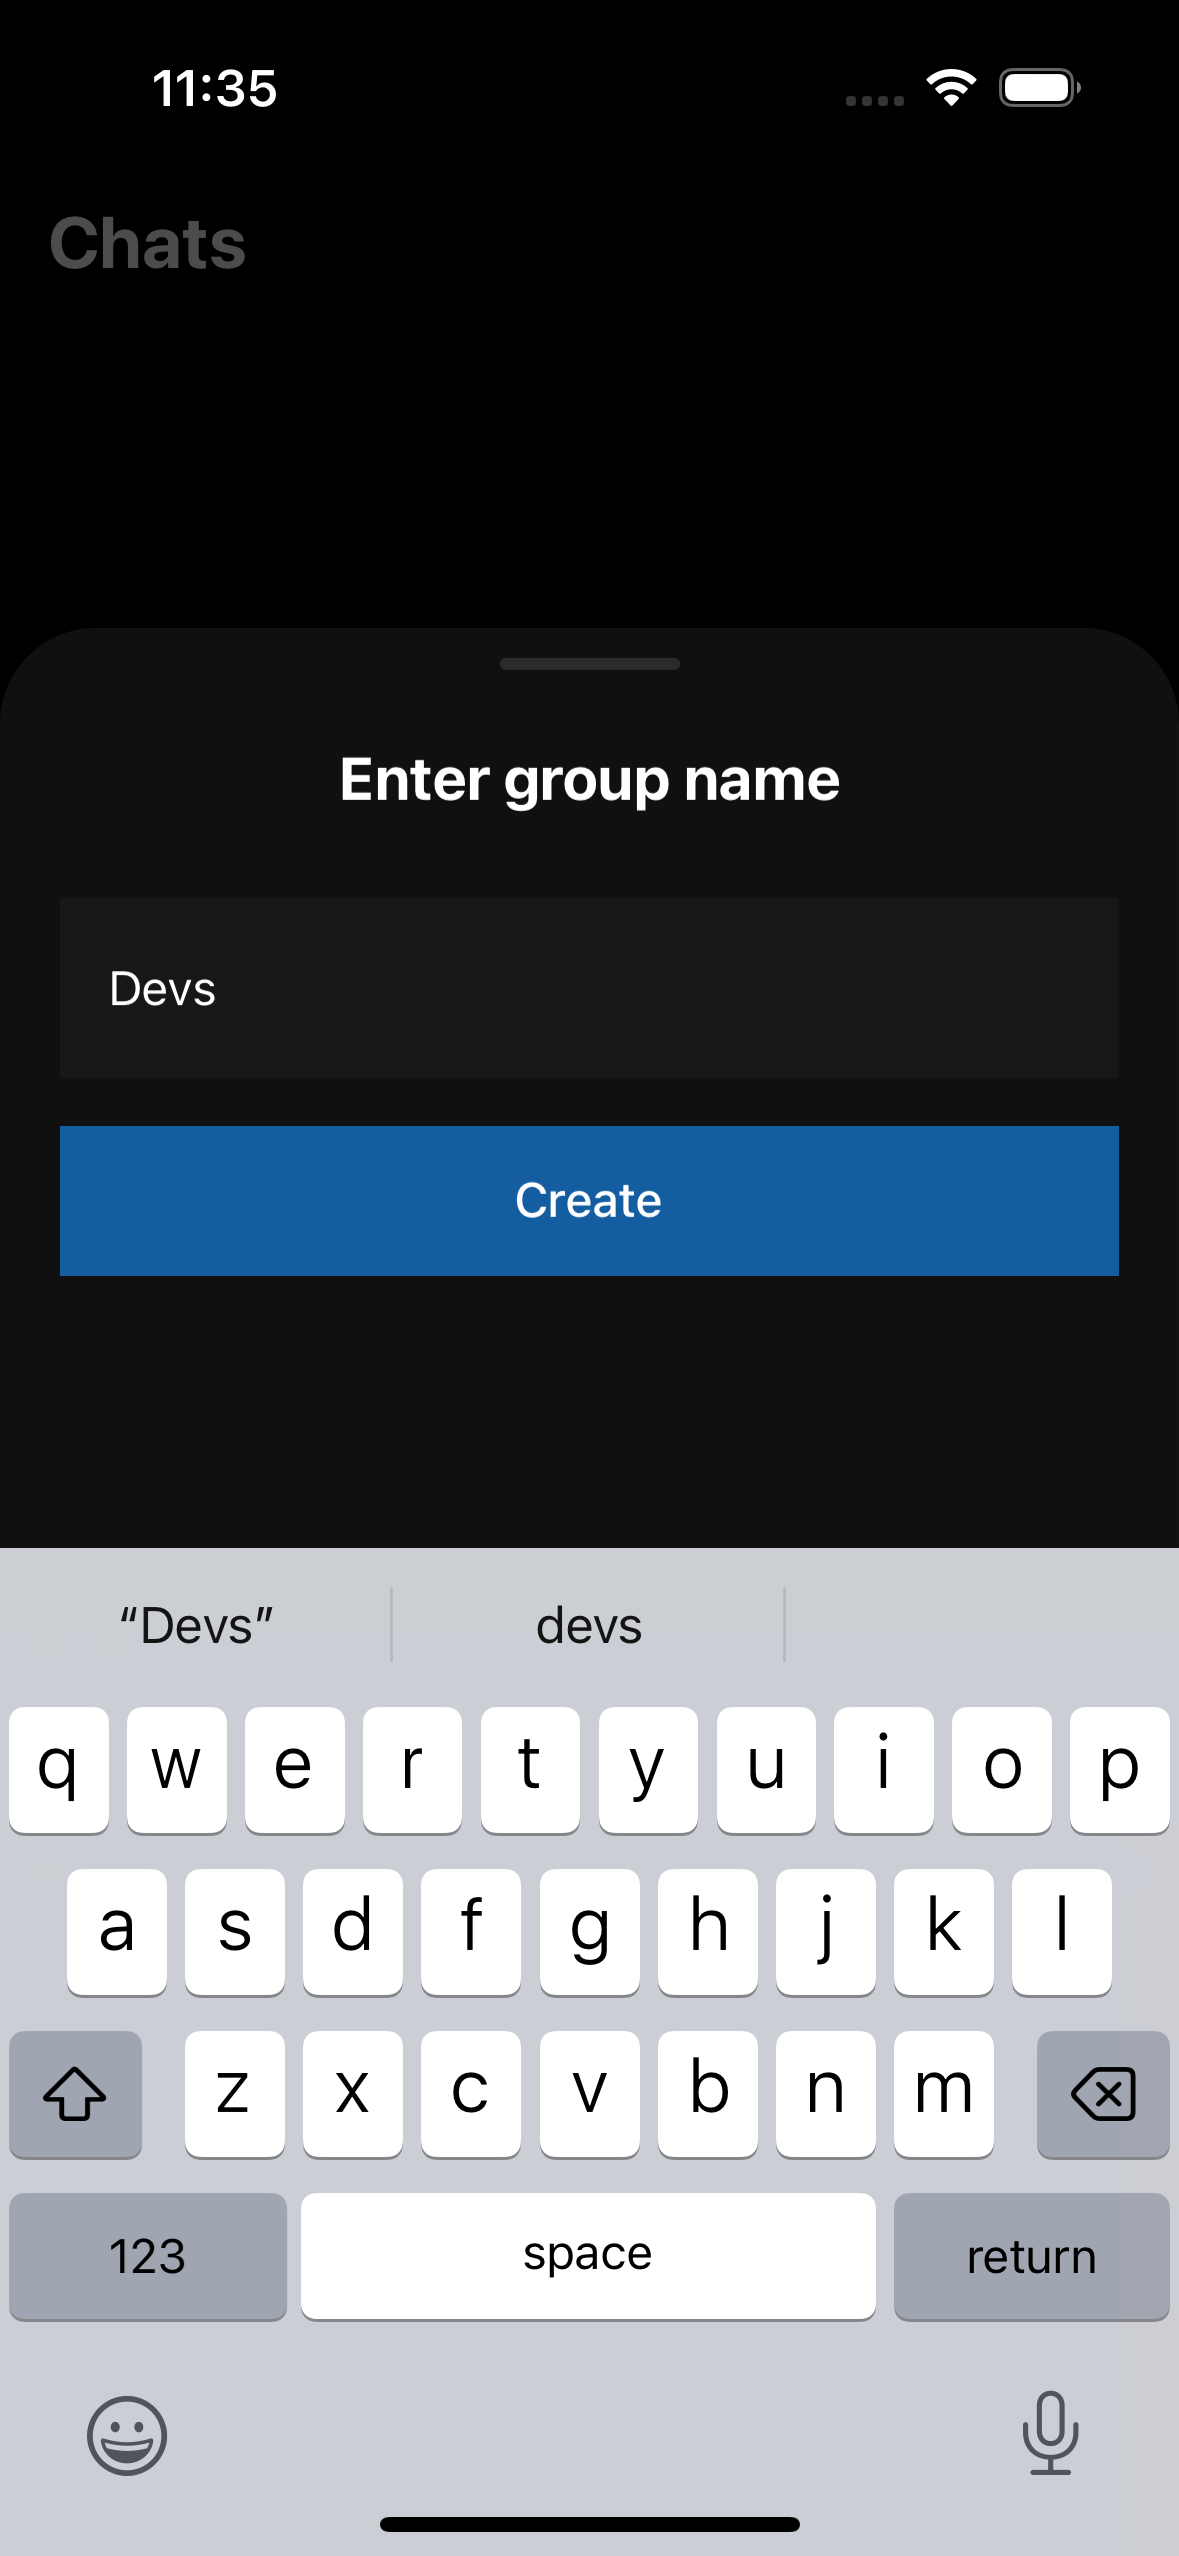 11:35
Chats
Enter group name
Devs
Create
“Devs” devs
q w e r t y u i o p
a s d f g h j k l
z x c v b n m
123 space return